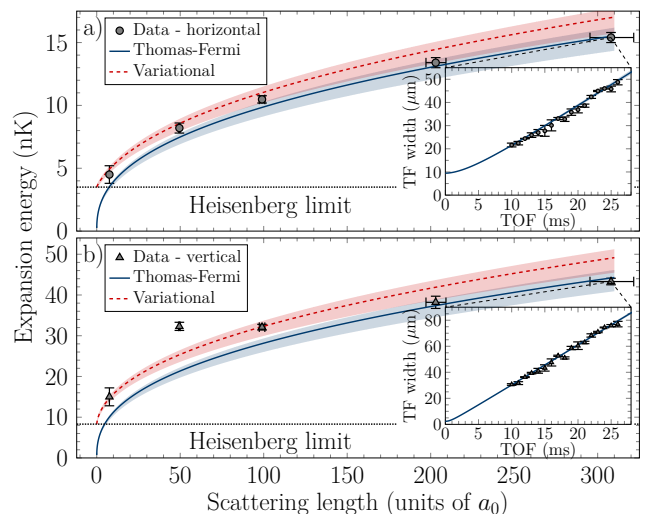 a)
Data - horizontal
Thomas-Fermi
Variational
15
10
5
0
Heisenberg limit
TF width (μm)
50
40
30
20
10
0
0 5 10 15 20 25
TOF (ms)
Expansion energy (nK)
b)
Data - vertical
Thomas-Fermi
Variational
50
40
30
20
10
0
Heisenberg limit
TF width (μm)
80
60
40
20
0
0 5 10 15 20 25
TOF (ms)
0 50 100 150 200 250 300
Scattering length (units of a₀)